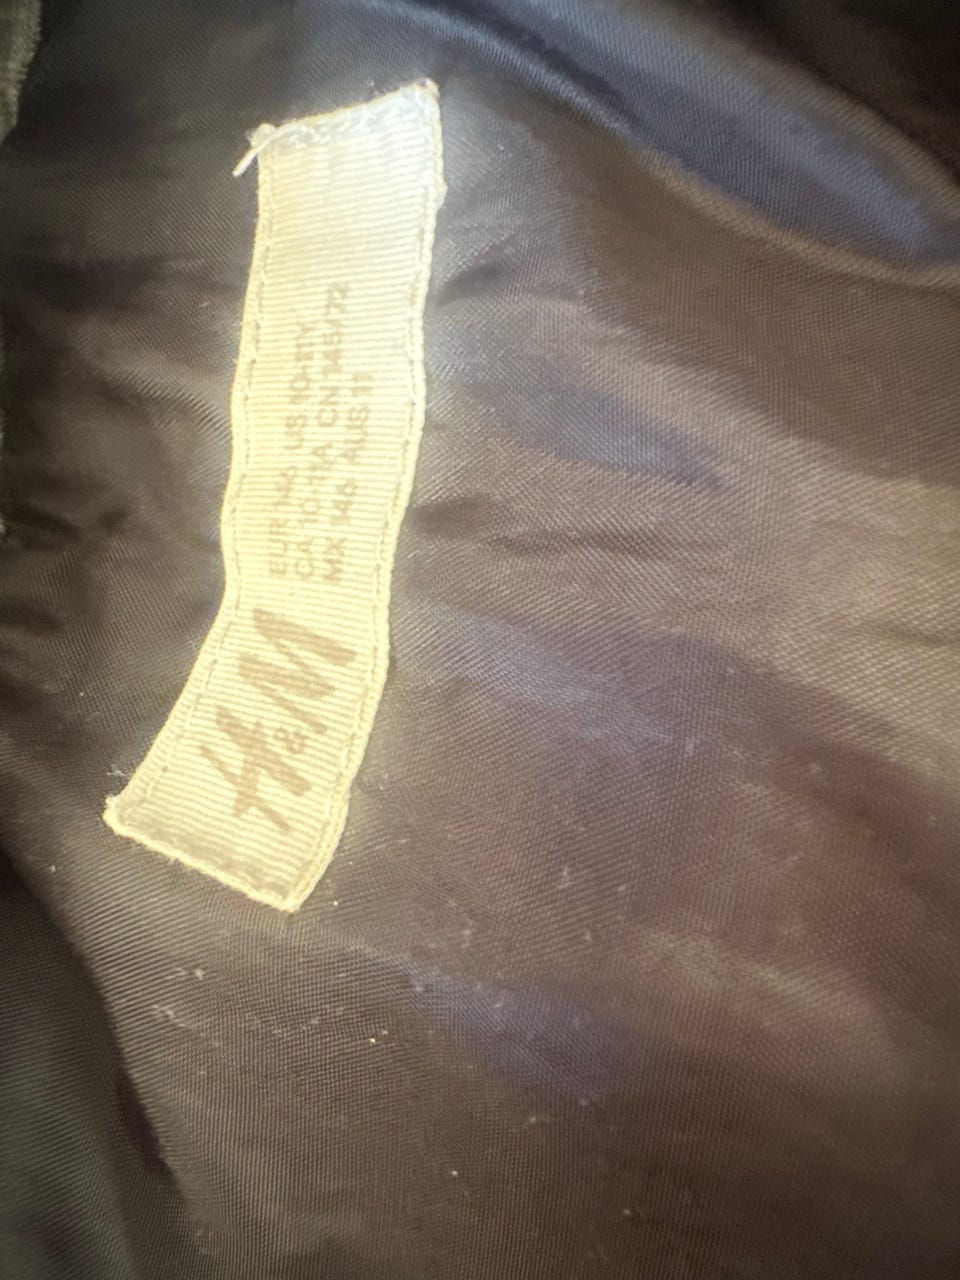 H&M
EUR 146 US 10-11Y
CA 10-11A CN 145/72
MX 146 AUS 11